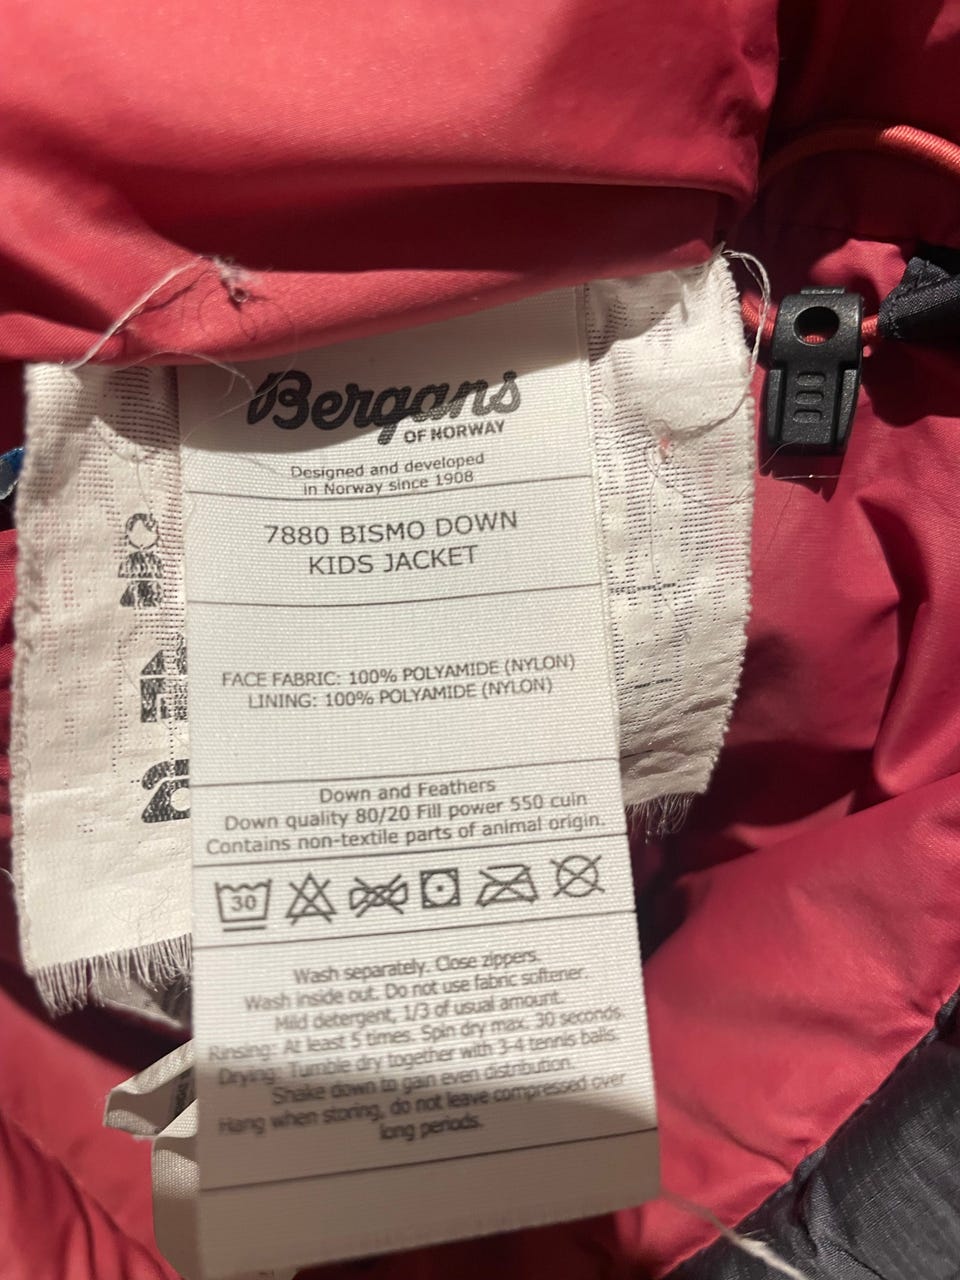 Bergans
OF NORWAY
Designed and developed
in Norway since 1908
7880 BISMO DOWN
KIDS JACKET
FACE FABRIC: 100% POLYAMIDE (NYLON)
LINING: 100% POLYAMIDE (NYLON)
Down and Feathers
Down quality 80/20 Fill power 550 cuin
Contains non-textile parts of animal origin.
30
Wash separately. Close zippers.
Wash inside out. Do not use fabric softener.
Mild detergent, 1/3 of usual amount.
Rinsing: At least 5 times. Spin dry max. 30 seconds.
Drying: Tumble dry together with 3-4 tennis balls.
Shake down to gain even distribution.
Hang when storing, do not leave compressed over
long periods.